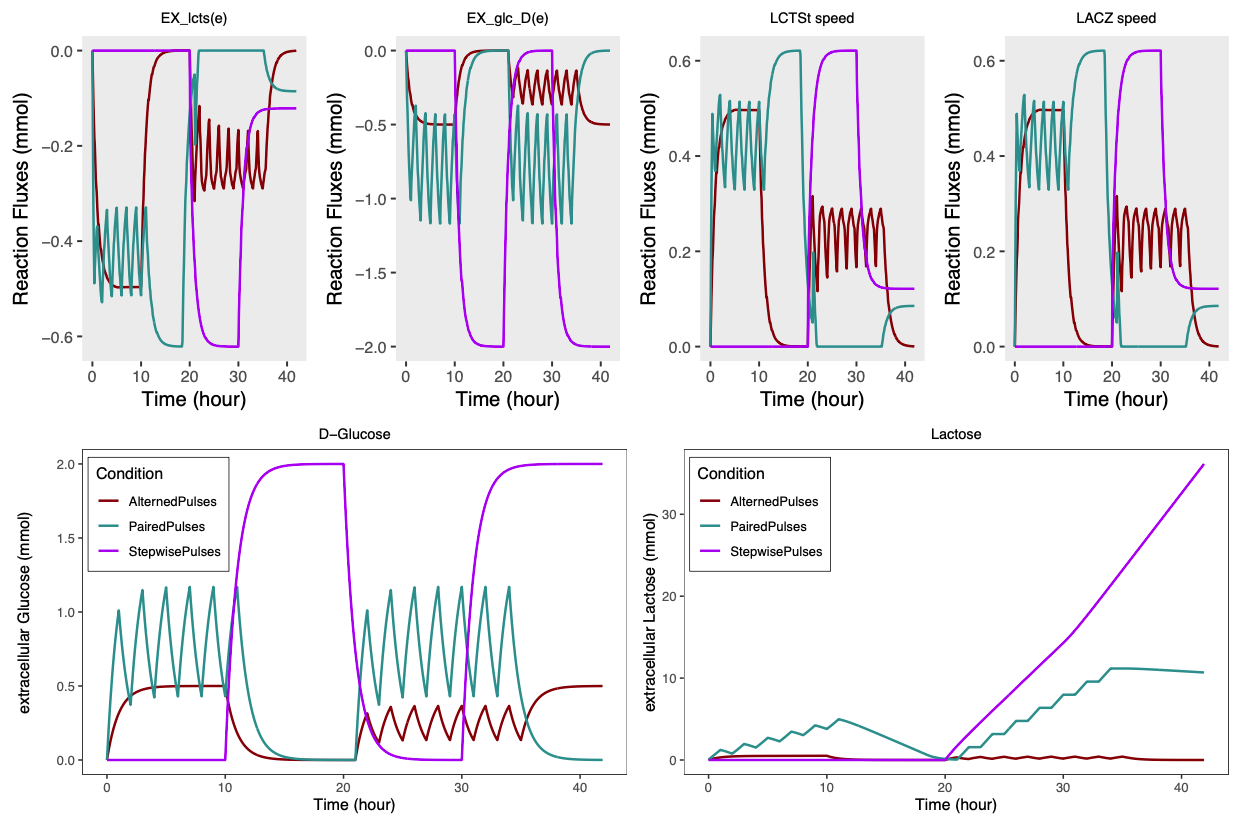 EX_lcts(e)
EX_glc_D(e)
LCTSt speed
LACZ speed
Reaction Fluxes (mmol)
0.0
−0.2
−0.4
−0.6
0 10 20 30 40
Time (hour)
Reaction Fluxes (mmol)
0.0
−0.5
−1.0
−1.5
−2.0
0 10 20 30 40
Time (hour)
Reaction Fluxes (mmol)
0.6
0.4
0.2
0.0
0 10 20 30 40
Time (hour)
Reaction Fluxes (mmol)
0.6
0.4
0.2
0.0
0 10 20 30 40
Time (hour)
D−Glucose
extracellular Glucose (mmol)
2.0
1.5
1.0
0.5
0.0
Condition
AlternedPulses
PairedPulses
StepwisePulses
0 10 20 30 40
Time (hour)
Lactose
extracellular Lactose (mmol)
30
20
10
0
Condition
AlternedPulses
PairedPulses
StepwisePulses
0 10 20 30 40
Time (hour)